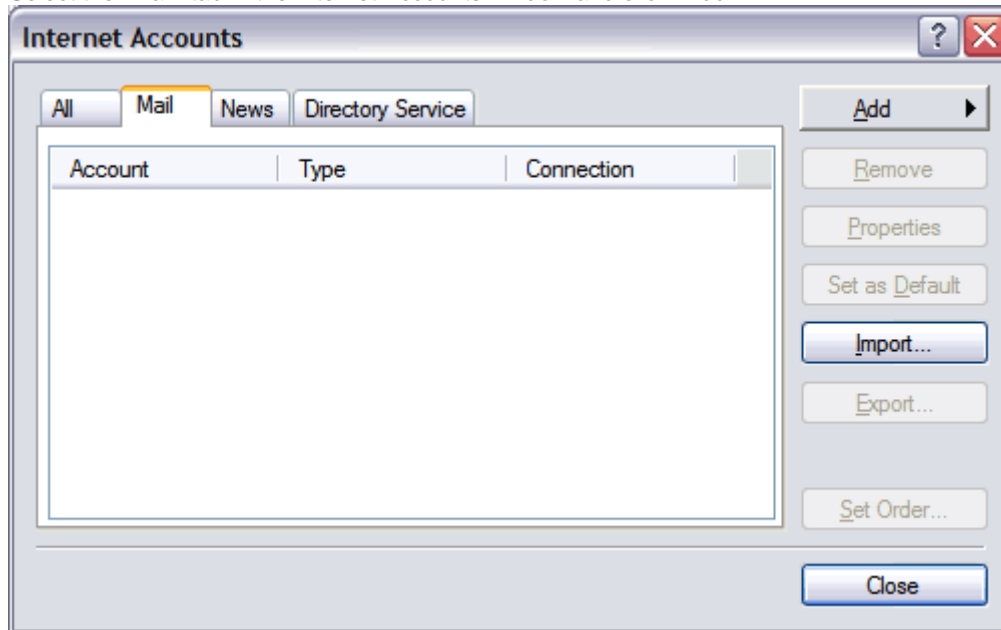 Internet Accounts
All Mail News Directory Service
Add
Account Type Connection
Remove
Properties
Set as Default
Import...
Export...
Set Order...
Close